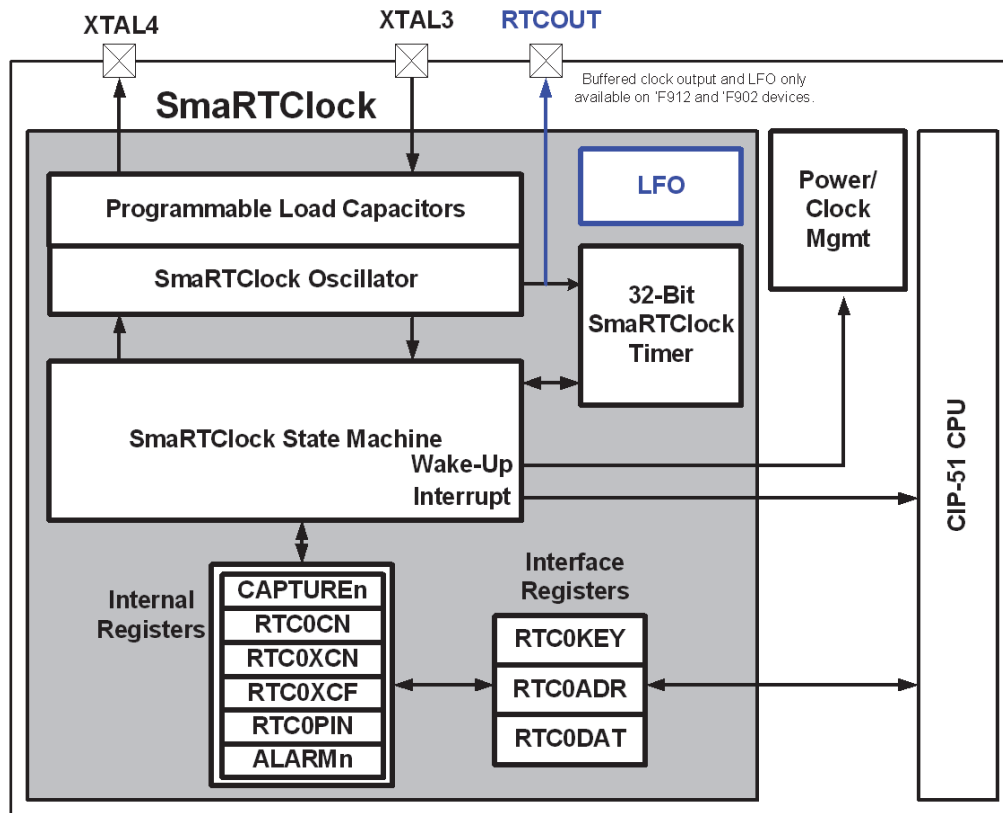 XTAL4
XTAL3
RTCOUT
Buffered clock output and LFO only
available on 'F912 and 'F902 devices.
SmaRTClock
Programmable Load Capacitors
SmaRTClock Oscillator
LFO
32-Bit
SmaRTClock
Timer
Power/
Clock
Mgmt
CIP-51 CPU
SmaRTClock State Machine
Wake-Up
Interrupt
Internal
Registers
CAPTUREn
RTC0CN
RTC0XCN
RTC0XCF
RTC0PIN
ALARMn
Interface
Registers
RTC0KEY
RTC0ADR
RTC0DAT